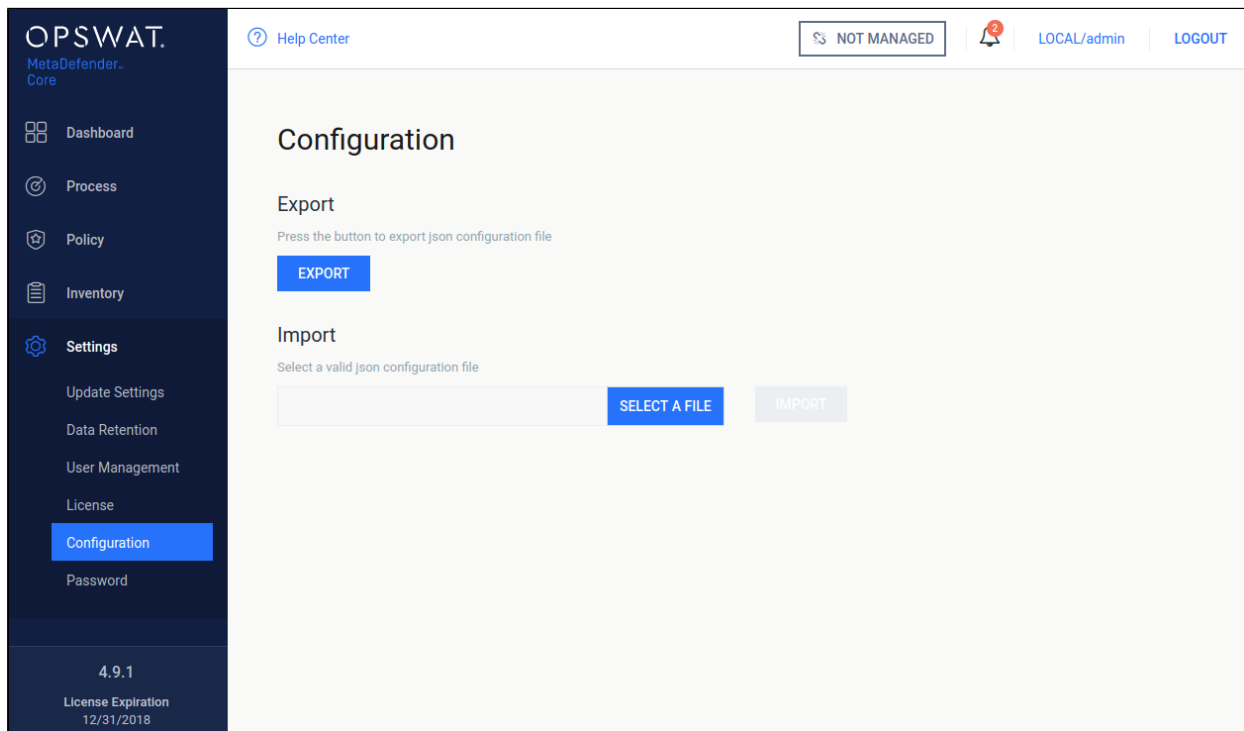 OPSWAT.
MetaDefender
Core
Help Center
NOT MANAGED
2
LOCAL/admin
LOGOUT
Dashboard
Process
Policy
Inventory
Settings
Update Settings
Data Retention
User Management
License
Configuration
Password
4.9.1
License Expiration
12/31/2018
Configuration
Export
Press the button to export json configuration file
EXPORT
Import
Select a valid json configuration file
SELECT A FILE
IMPORT